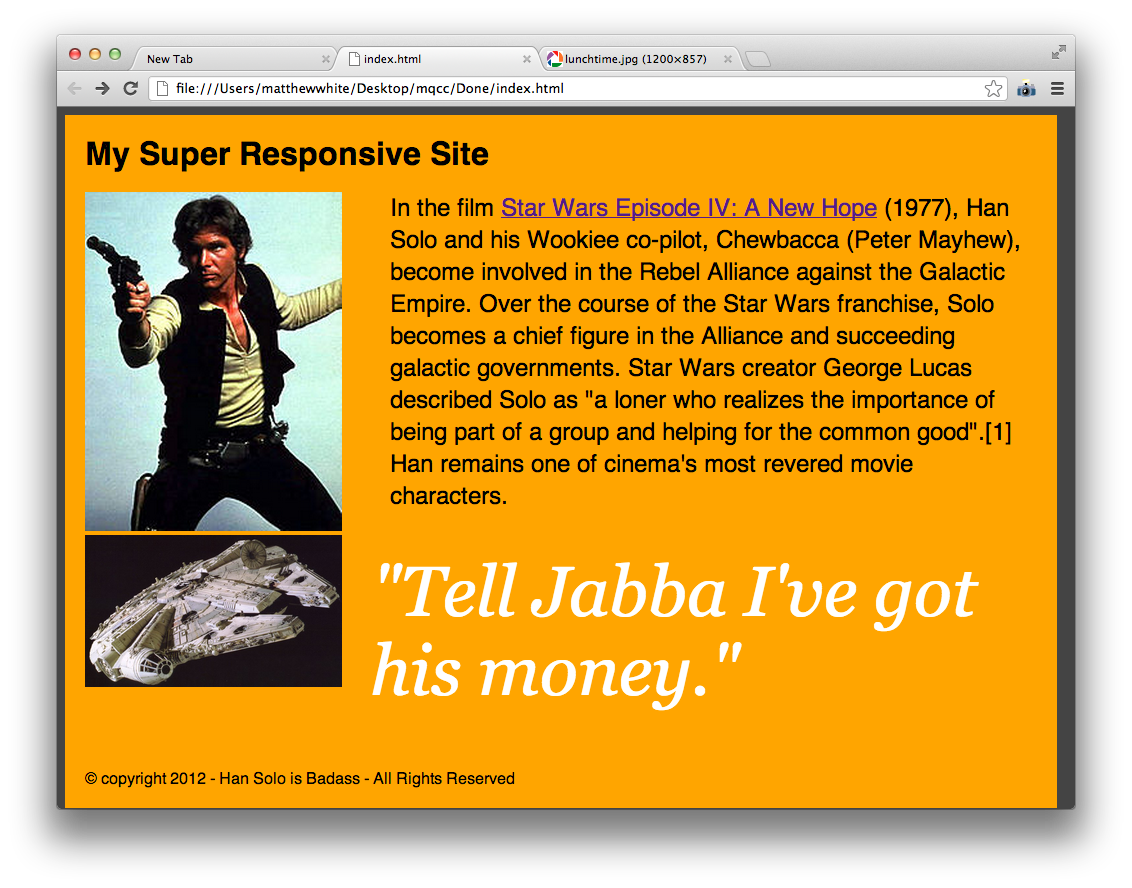 New Tab
index.html
lunchtime.jpg (1200×857)
file:///Users/matthewwhite/Desktop/mqcc/Done/index.html
My Super Responsive Site
In the film Star Wars Episode IV: A New Hope (1977), Han
Solo and his Wookiee co-pilot, Chewbacca (Peter Mayhew),
become involved in the Rebel Alliance against the Galactic
Empire. Over the course of the Star Wars franchise, Solo
becomes a chief figure in the Alliance and succeeding
galactic governments. Star Wars creator George Lucas
described Solo as "a loner who realizes the importance of
being part of a group and helping for the common good".[1]
Han remains one of cinema's most revered movie
characters.
"Tell Jabba I've got
his money."
© copyright 2012 - Han Solo is Badass - All Rights Reserved